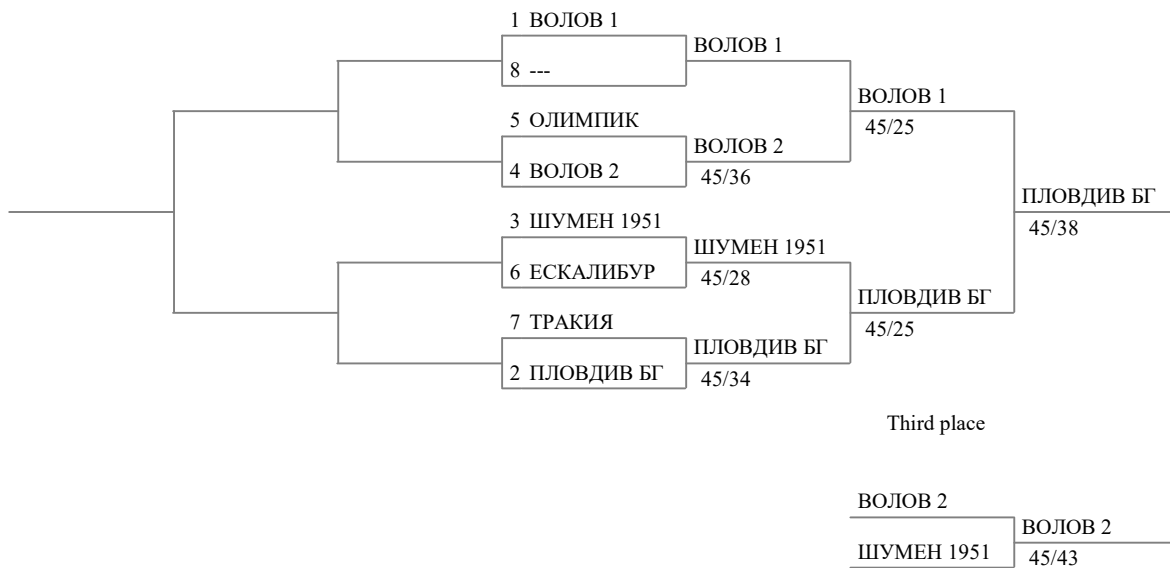 1 ВОЛОВ 1
ВОЛОВ 1
8 ---
ВОЛОВ 1
45/25
5 ОЛИМПИК
ВОЛОВ 2
4 ВОЛОВ 2
45/36
ПЛОВДИВ БГ
45/38
3 ШУМЕН 1951
ШУМЕН 1951
6 ЕСКАЛИБУР
45/28
ПЛОВДИВ БГ
45/25
7 ТРАКИЯ
ПЛОВДИВ БГ
2 ПЛОВДИВ БГ
45/34
Third place
ВОЛОВ 2
ВОЛОВ 2
ШУМЕН 1951
45/43